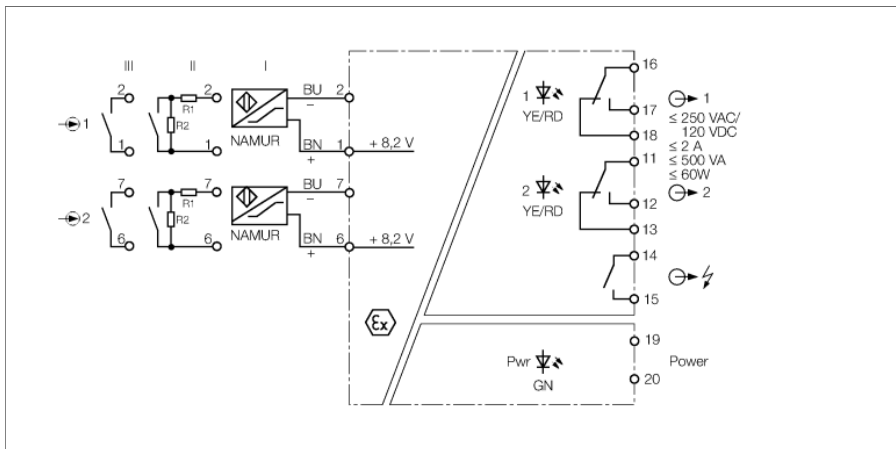 III II I
2 2 BU 2
R1 –
1 R2
1 1 NAMUR BN 1 + 8,2 V
+
7 7 BU 7
R1 –
2 R2
6 6 NAMUR BN 6 + 8,2 V
+
Ex
16
1
YE/RD
17
18
1
≤ 250 VAC/
120 VDC
≤ 2 A
≤ 500 VA
≤ 60W
11
2
YE/RD
12
13
2
14
15
19
Pwr
GN
20
Power